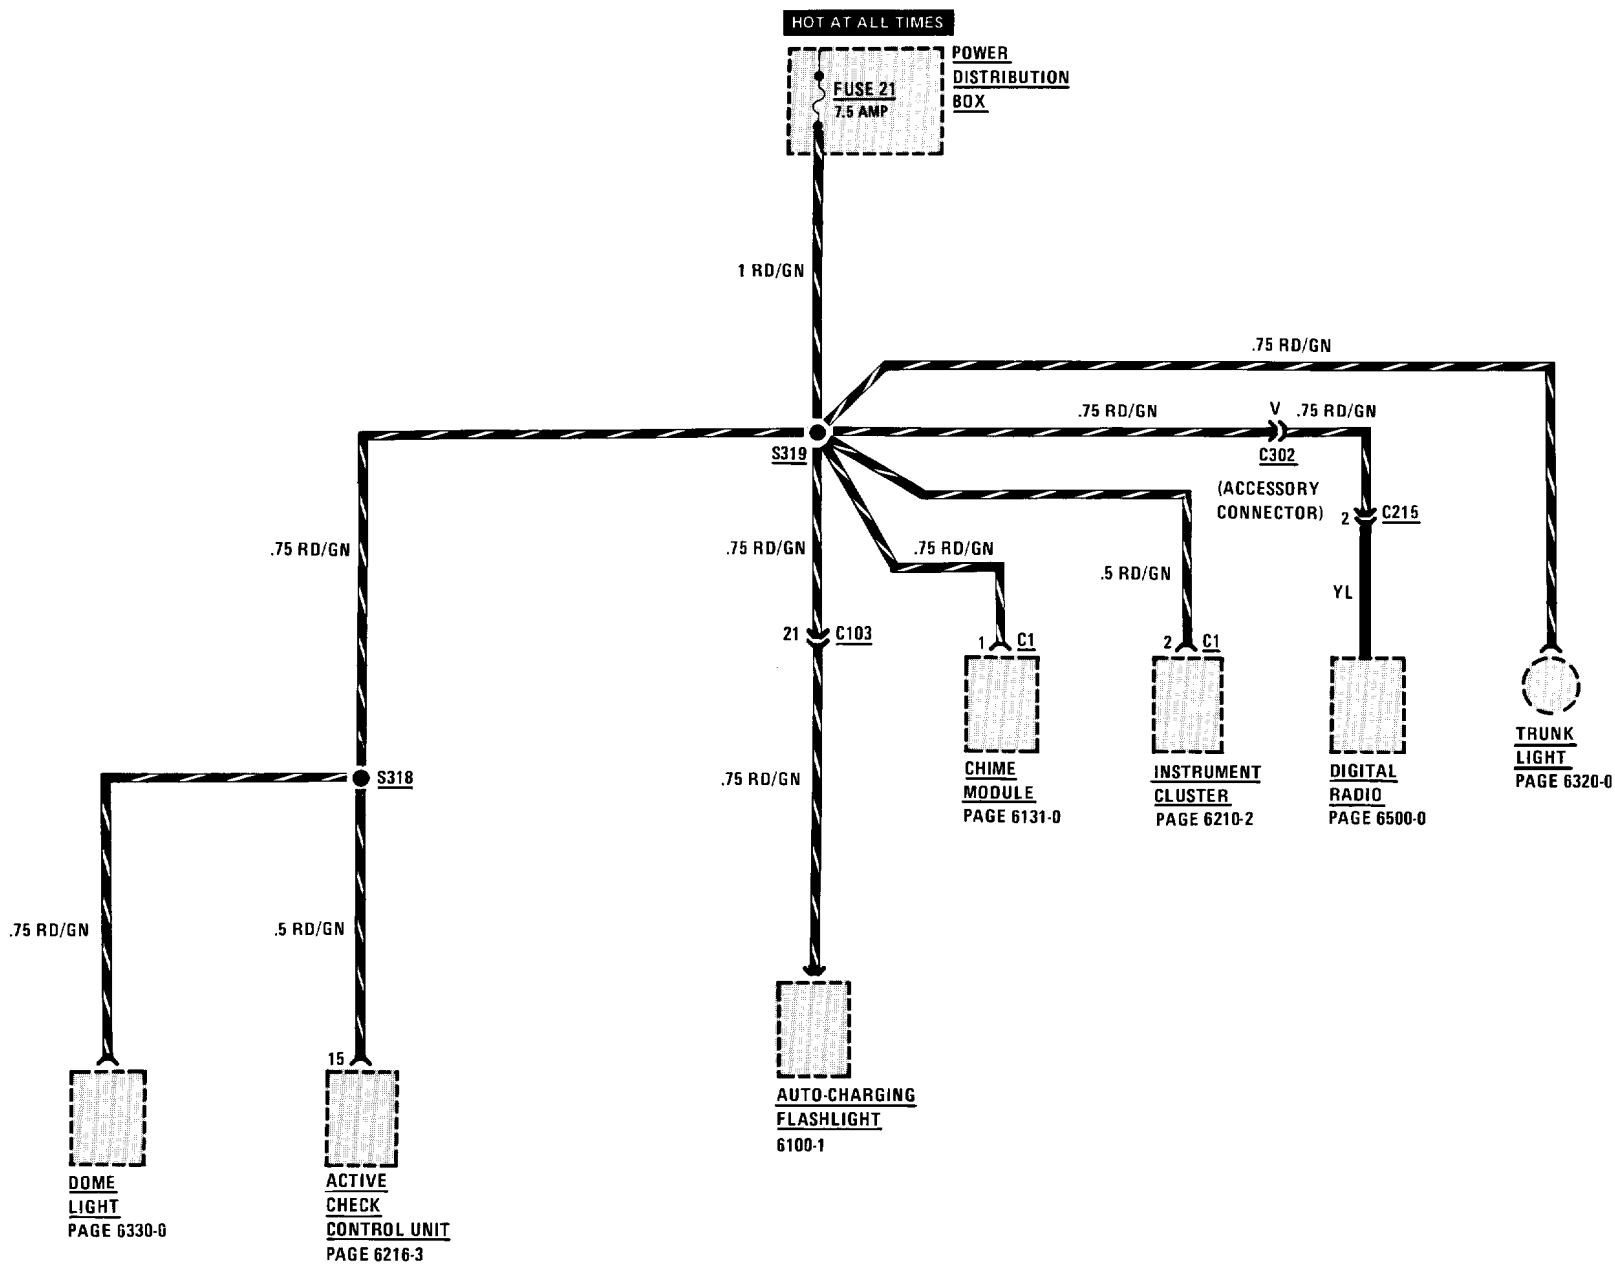 HOT AT ALL TIMES
POWER
DISTRIBUTION
BOX
FUSE 21
7.5 AMP
1 RD/GN
.75 RD/GN
.75 RD/GN
V
.75 RD/GN
S319
C302
(ACCESSORY
CONNECTOR)
2
C215
.75 RD/GN
.75 RD/GN
.75 RD/GN
.5 RD/GN
YL
21
C103
1
C1
2
C1
CHIME
MODULE
PAGE 6131-0
INSTRUMENT
CLUSTER
PAGE 6210-2
DIGITAL
RADIO
PAGE 6500-0
TRUNK
LIGHT
PAGE 6320-0
S318
.75 RD/GN
.75 RD/GN
.5 RD/GN
15
AUTO-CHARGING
FLASHLIGHT
6100-1
DOME
LIGHT
PAGE 6330-0
ACTIVE
CHECK
CONTROL UNIT
PAGE 6216-3